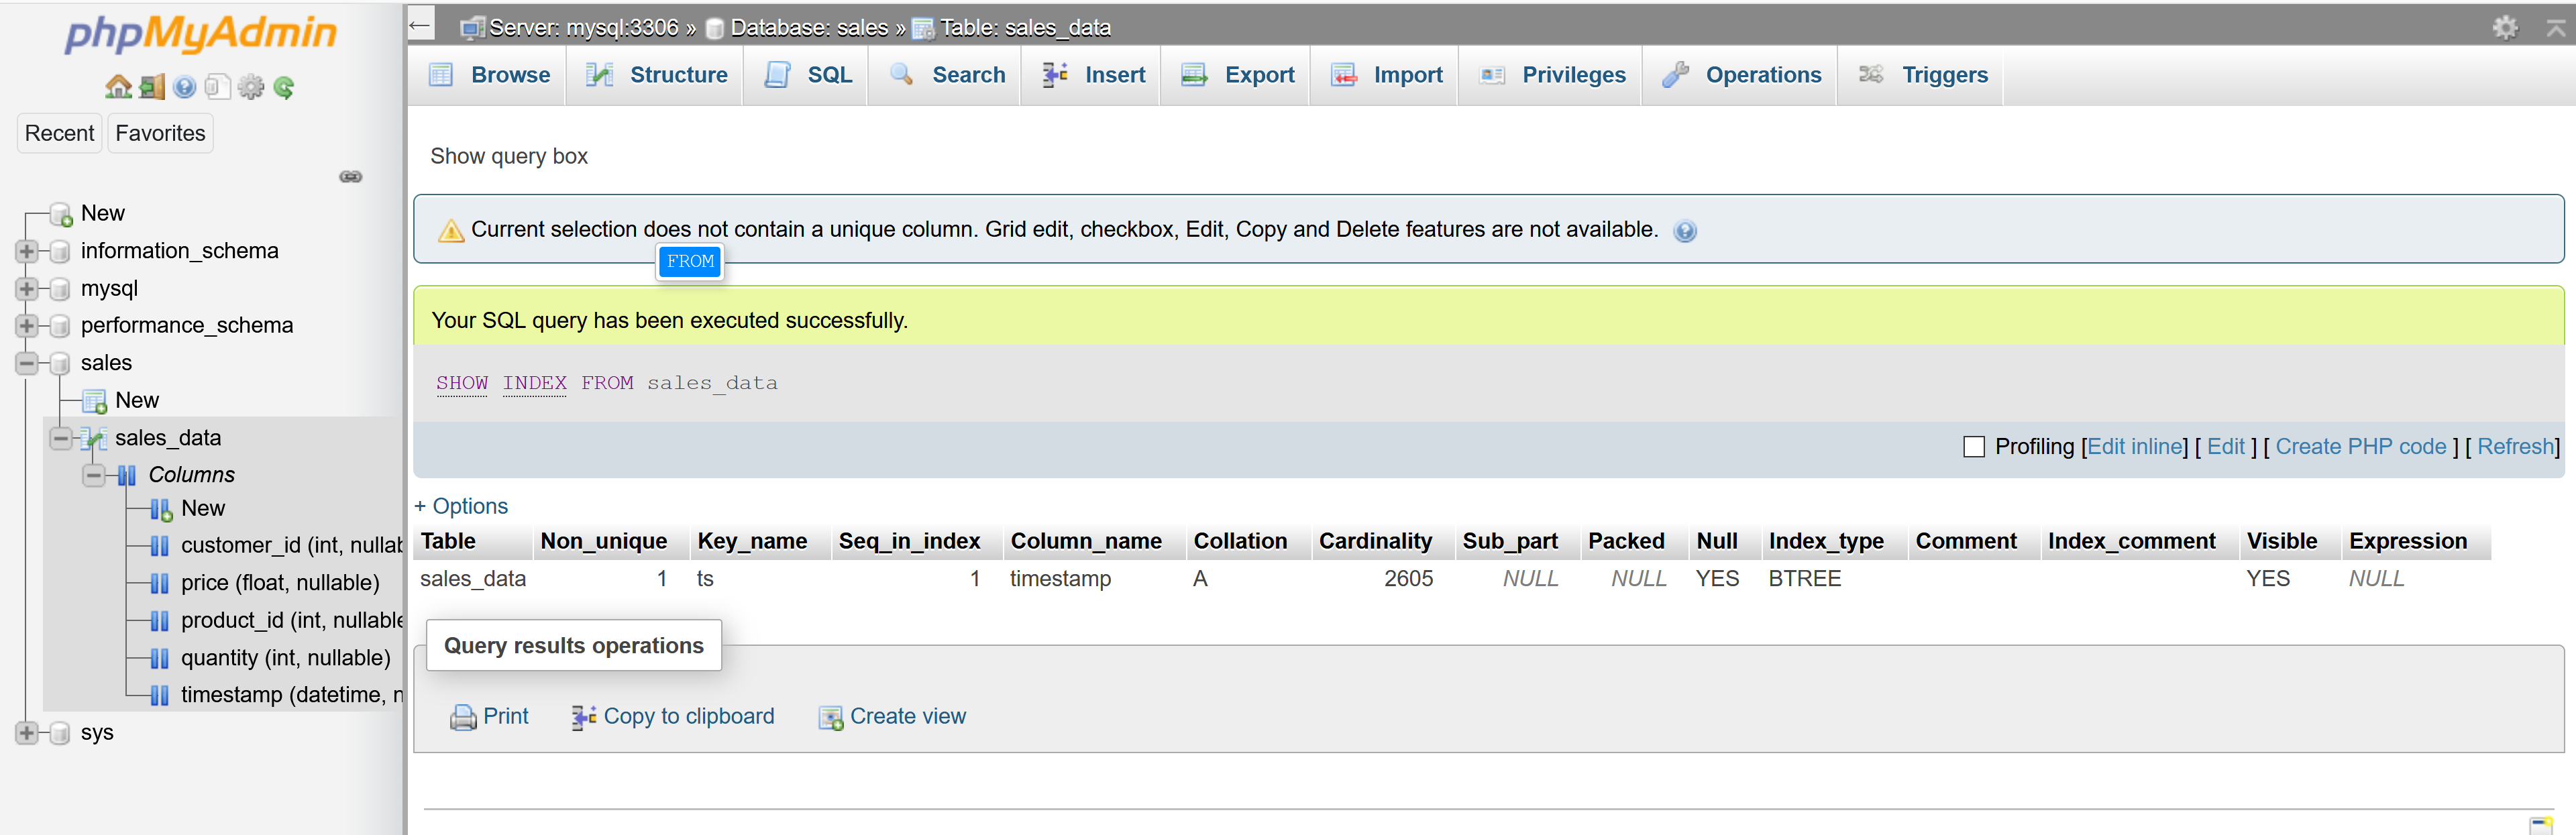 phpMyAdmin
Recent
Favorites
New
information_schema
mysql
performance_schema
sales
New
sales_data
Columns
New
customer_id (int, nullab
price (float, nullable)
product_id (int, nullable
quantity (int, nullable)
timestamp (datetime, n
sys
Server: mysql:3306 » Database: sales » Table: sales_data
Browse Structure SQL Search Insert Export Import Privileges Operations Triggers
Show query box
Current selection does not contain a unique column. Grid edit, checkbox, Edit, Copy and Delete features are not available.
FROM
Your SQL query has been executed successfully.
SHOW INDEX FROM sales_data
Profiling [Edit inline] [ Edit ] [ Create PHP code ] [ Refresh]
+ Options
Table Non_unique Key_name Seq_in_index Column_name Collation Cardinality Sub_part Packed Null Index_type Comment Index_comment Visible Expression
sales_data 1 ts 1 timestamp A 2605 NULL NULL YES BTREE YES NULL
Query results operations
Print Copy to clipboard Create view